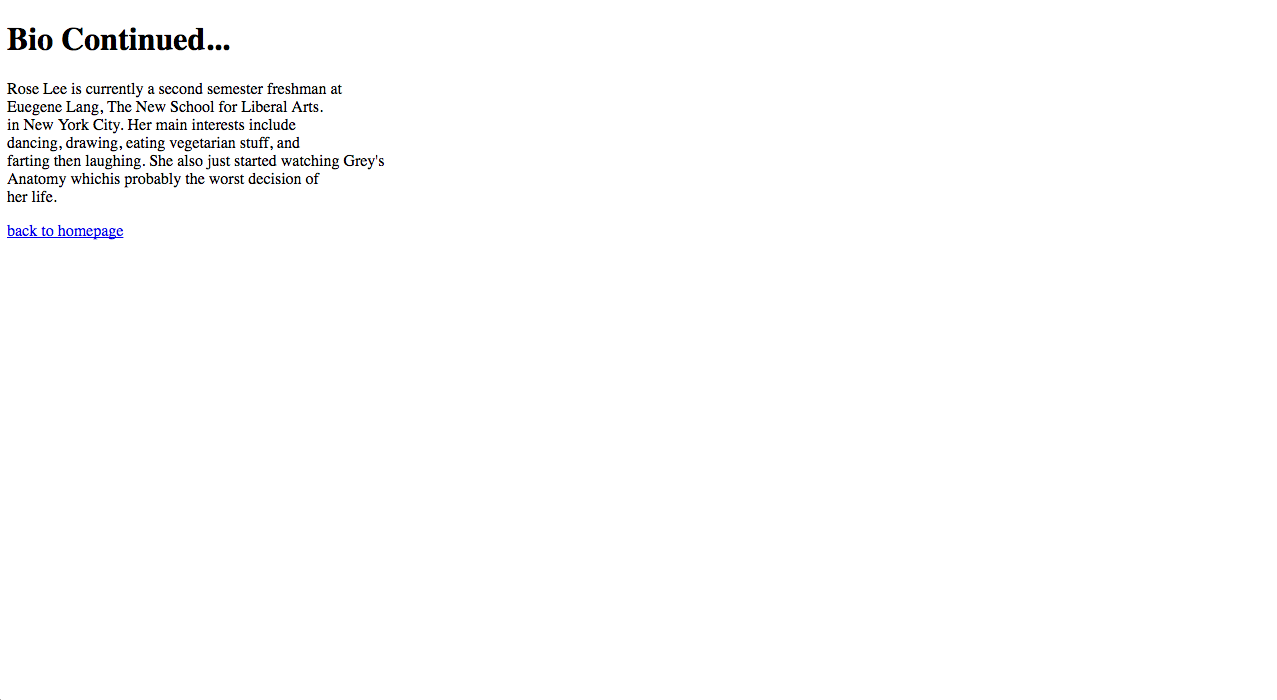 Bio Continued...
Rose Lee is currently a second semester freshman at
Euegene Lang, The New School for Liberal Arts.
in New York City. Her main interests include
dancing, drawing, eating vegetarian stuff, and
farting then laughing. She also just started watching Grey's
Anatomy whichis probably the worst decision of
her life.
back to homepage